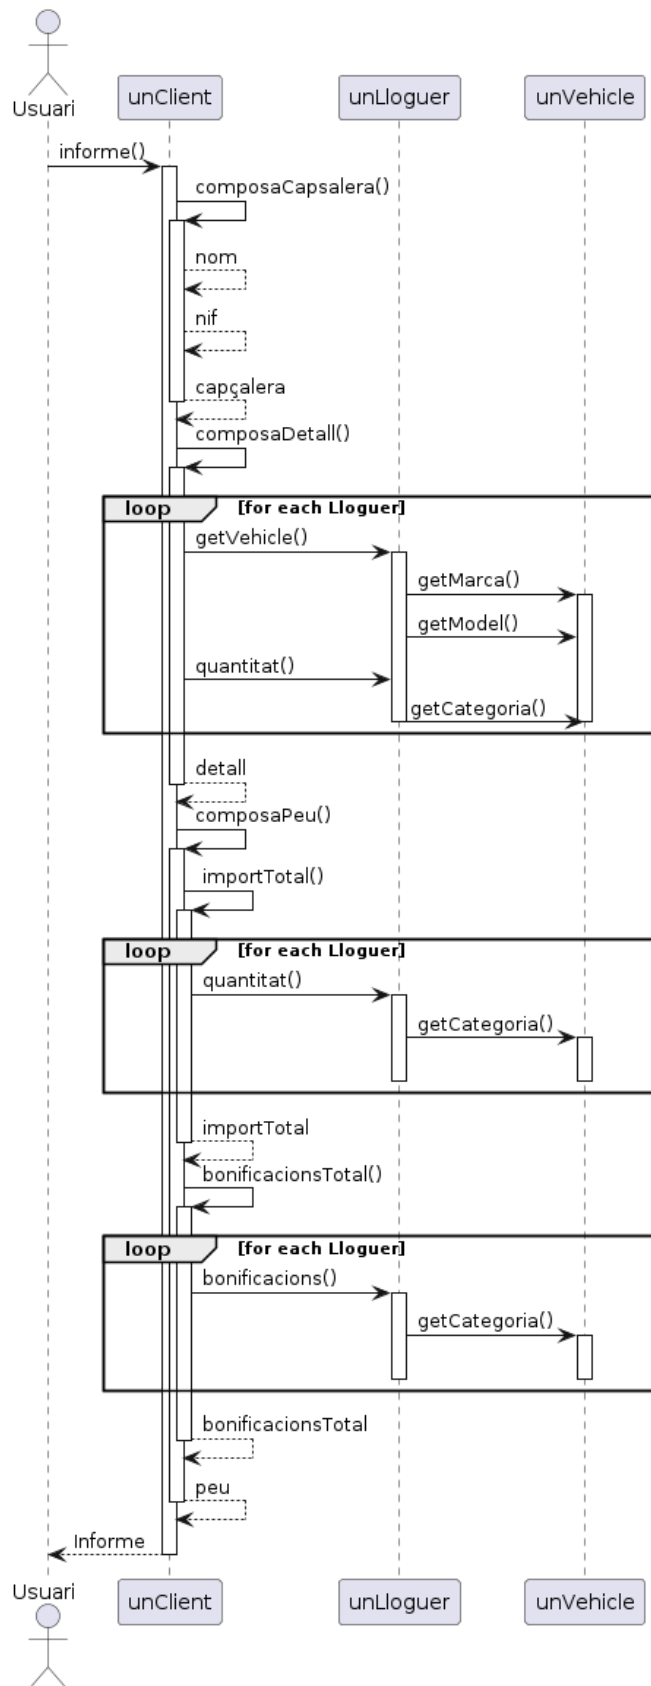 Usuari
unClient
unLloguer
unVehicle
informe()
composaCapsalera()
nom
nif
capçalera
composaDetall()
loop [for each Lloguer]
getVehicle()
getMarca()
getModel()
quantitat()
getCategoria()
detall
composaPeu()
importTotal()
loop [for each Lloguer]
quantitat()
getCategoria()
importTotal
bonificacionsTotal()
loop [for each Lloguer]
bonificacions()
getCategoria()
bonificacionsTotal
peu
Informe
Usuari
unClient
unLloguer
unVehicle